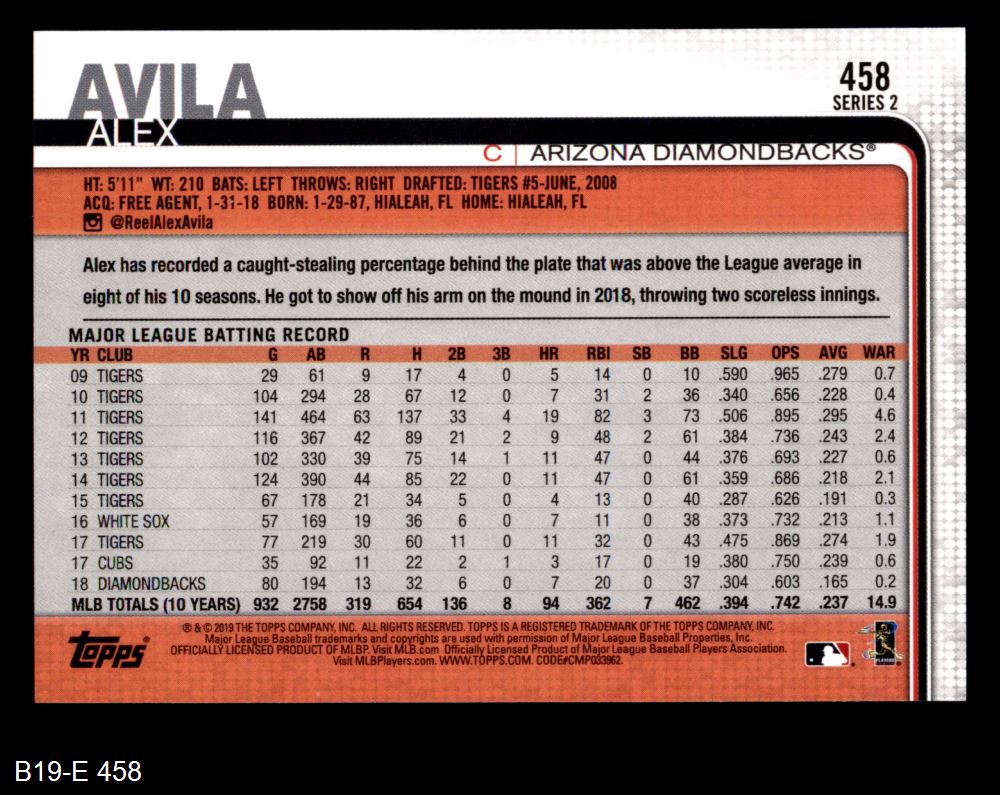 AVILA
ALEX
458
SERIES 2
C | ARIZONA DIAMONDBACKS®
HT: 5'11" WT: 210 BATS: LEFT THROWS: RIGHT DRAFTED: TIGERS #5-JUNE, 2008
ACQ: FREE AGENT, 1-31-18 BORN: 1-29-87, HIALEAH, FL HOME: HIALEAH, FL
@ReelAlexAvila
Alex has recorded a caught-stealing percentage behind the plate that was above the League average in
eight of his 10 seasons. He got to show off his arm on the mound in 2018, throwing two scoreless innings.
MAJOR LEAGUE BATTING RECORD
YR CLUB G AB R H 2B 3B HR RBI SB BB SLG OPS AVG WAR
09 TIGERS 29 61 9 17 4 0 5 14 0 10 .590 .965 .279 0.7
10 TIGERS 104 294 28 67 12 0 7 31 2 36 .340 .656 .228 0.4
11 TIGERS 141 464 63 137 33 4 19 82 3 73 .506 .895 .295 4.6
12 TIGERS 116 367 42 89 21 2 9 48 2 61 .384 .736 .243 2.4
13 TIGERS 102 330 39 75 14 1 11 47 0 44 .376 .693 .227 0.6
14 TIGERS 124 390 44 85 22 0 11 47 0 61 .359 .686 .218 2.1
15 TIGERS 67 178 21 34 5 0 4 13 0 40 .287 .626 .191 0.3
16 WHITE SOX 57 169 19 36 6 0 7 11 0 38 .373 .732 .213 1.1
17 TIGERS 77 219 30 60 11 0 11 32 0 43 .475 .869 .274 1.9
17 CUBS 35 92 11 22 2 1 3 17 0 19 .380 .750 .239 0.6
18 DIAMONDBACKS 80 194 13 32 6 0 7 20 0 37 .304 .603 .165 0.2
MLB TOTALS (10 YEARS) 932 2758 319 654 136 8 94 362 7 462 .394 .742 .237 14.9
Topps®
® & © 2019 THE TOPPS COMPANY, INC. ALL RIGHTS RESERVED. TOPPS IS A REGISTERED TRADEMARK OF THE TOPPS COMPANY, INC.
Major League Baseball trademarks and copyrights are used with permission of Major League Baseball Properties, Inc.
OFFICIALLY LICENSED PRODUCT OF MLBP. Visit MLB.com Officially Licensed Product of Major League Baseball Players Association.
Visit MLBPlayers.com. WWW.TOPPS.COM. CODE#CMP033962.
PLAYERS
B19-E 458